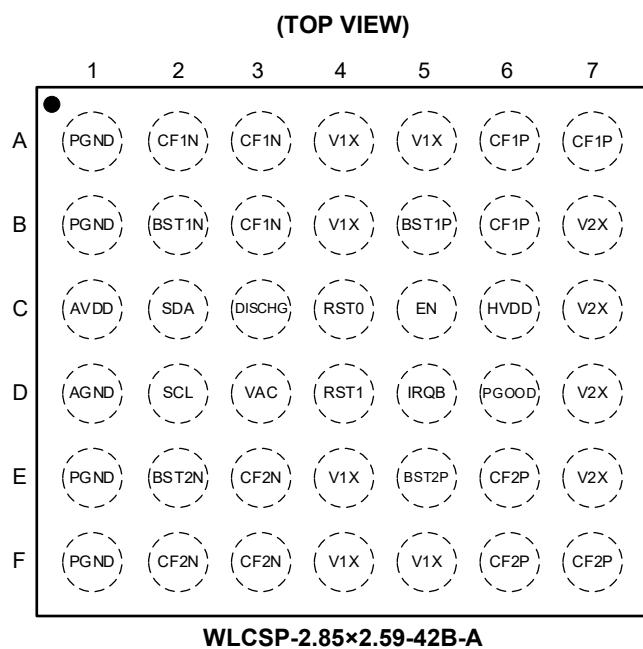 (TOP VIEW)
1 2 3 4 5 6 7
A PGND CF1N CF1N V1X V1X CF1P CF1P
B PGND BST1N CF1N V1X BST1P CF1P V2X
C AVDD SDA DISCHG RST0 EN HVDD V2X
D AGND SCL VAC RST1 IRQB PGOOD V2X
E PGND BST2N CF2N V1X BST2P CF2P V2X
F PGND CF2N CF2N V1X V1X CF2P CF2P
WLCSP-2.85×2.59-42B-A